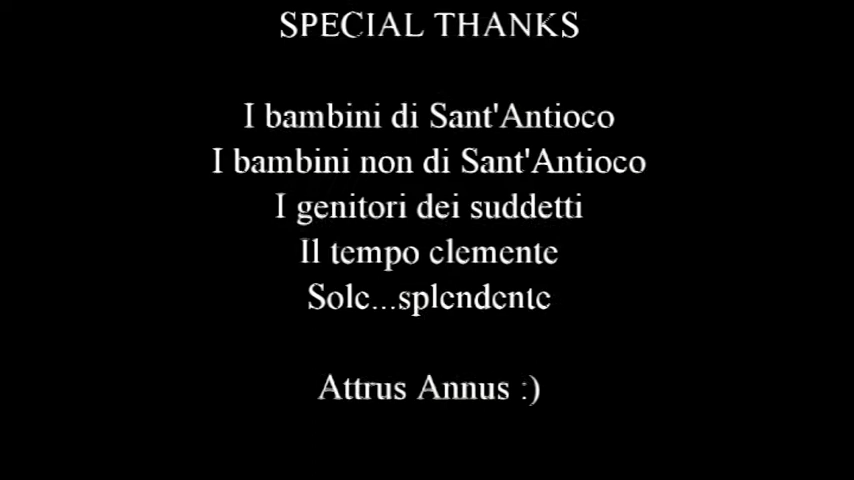 SPECIAL THANKS
I bambini di Sant'Antioco
I bambini non di Sant'Antioco
I genitori dei suddetti
Il tempo clemente
Sole...splendente
Attrus Annus :)